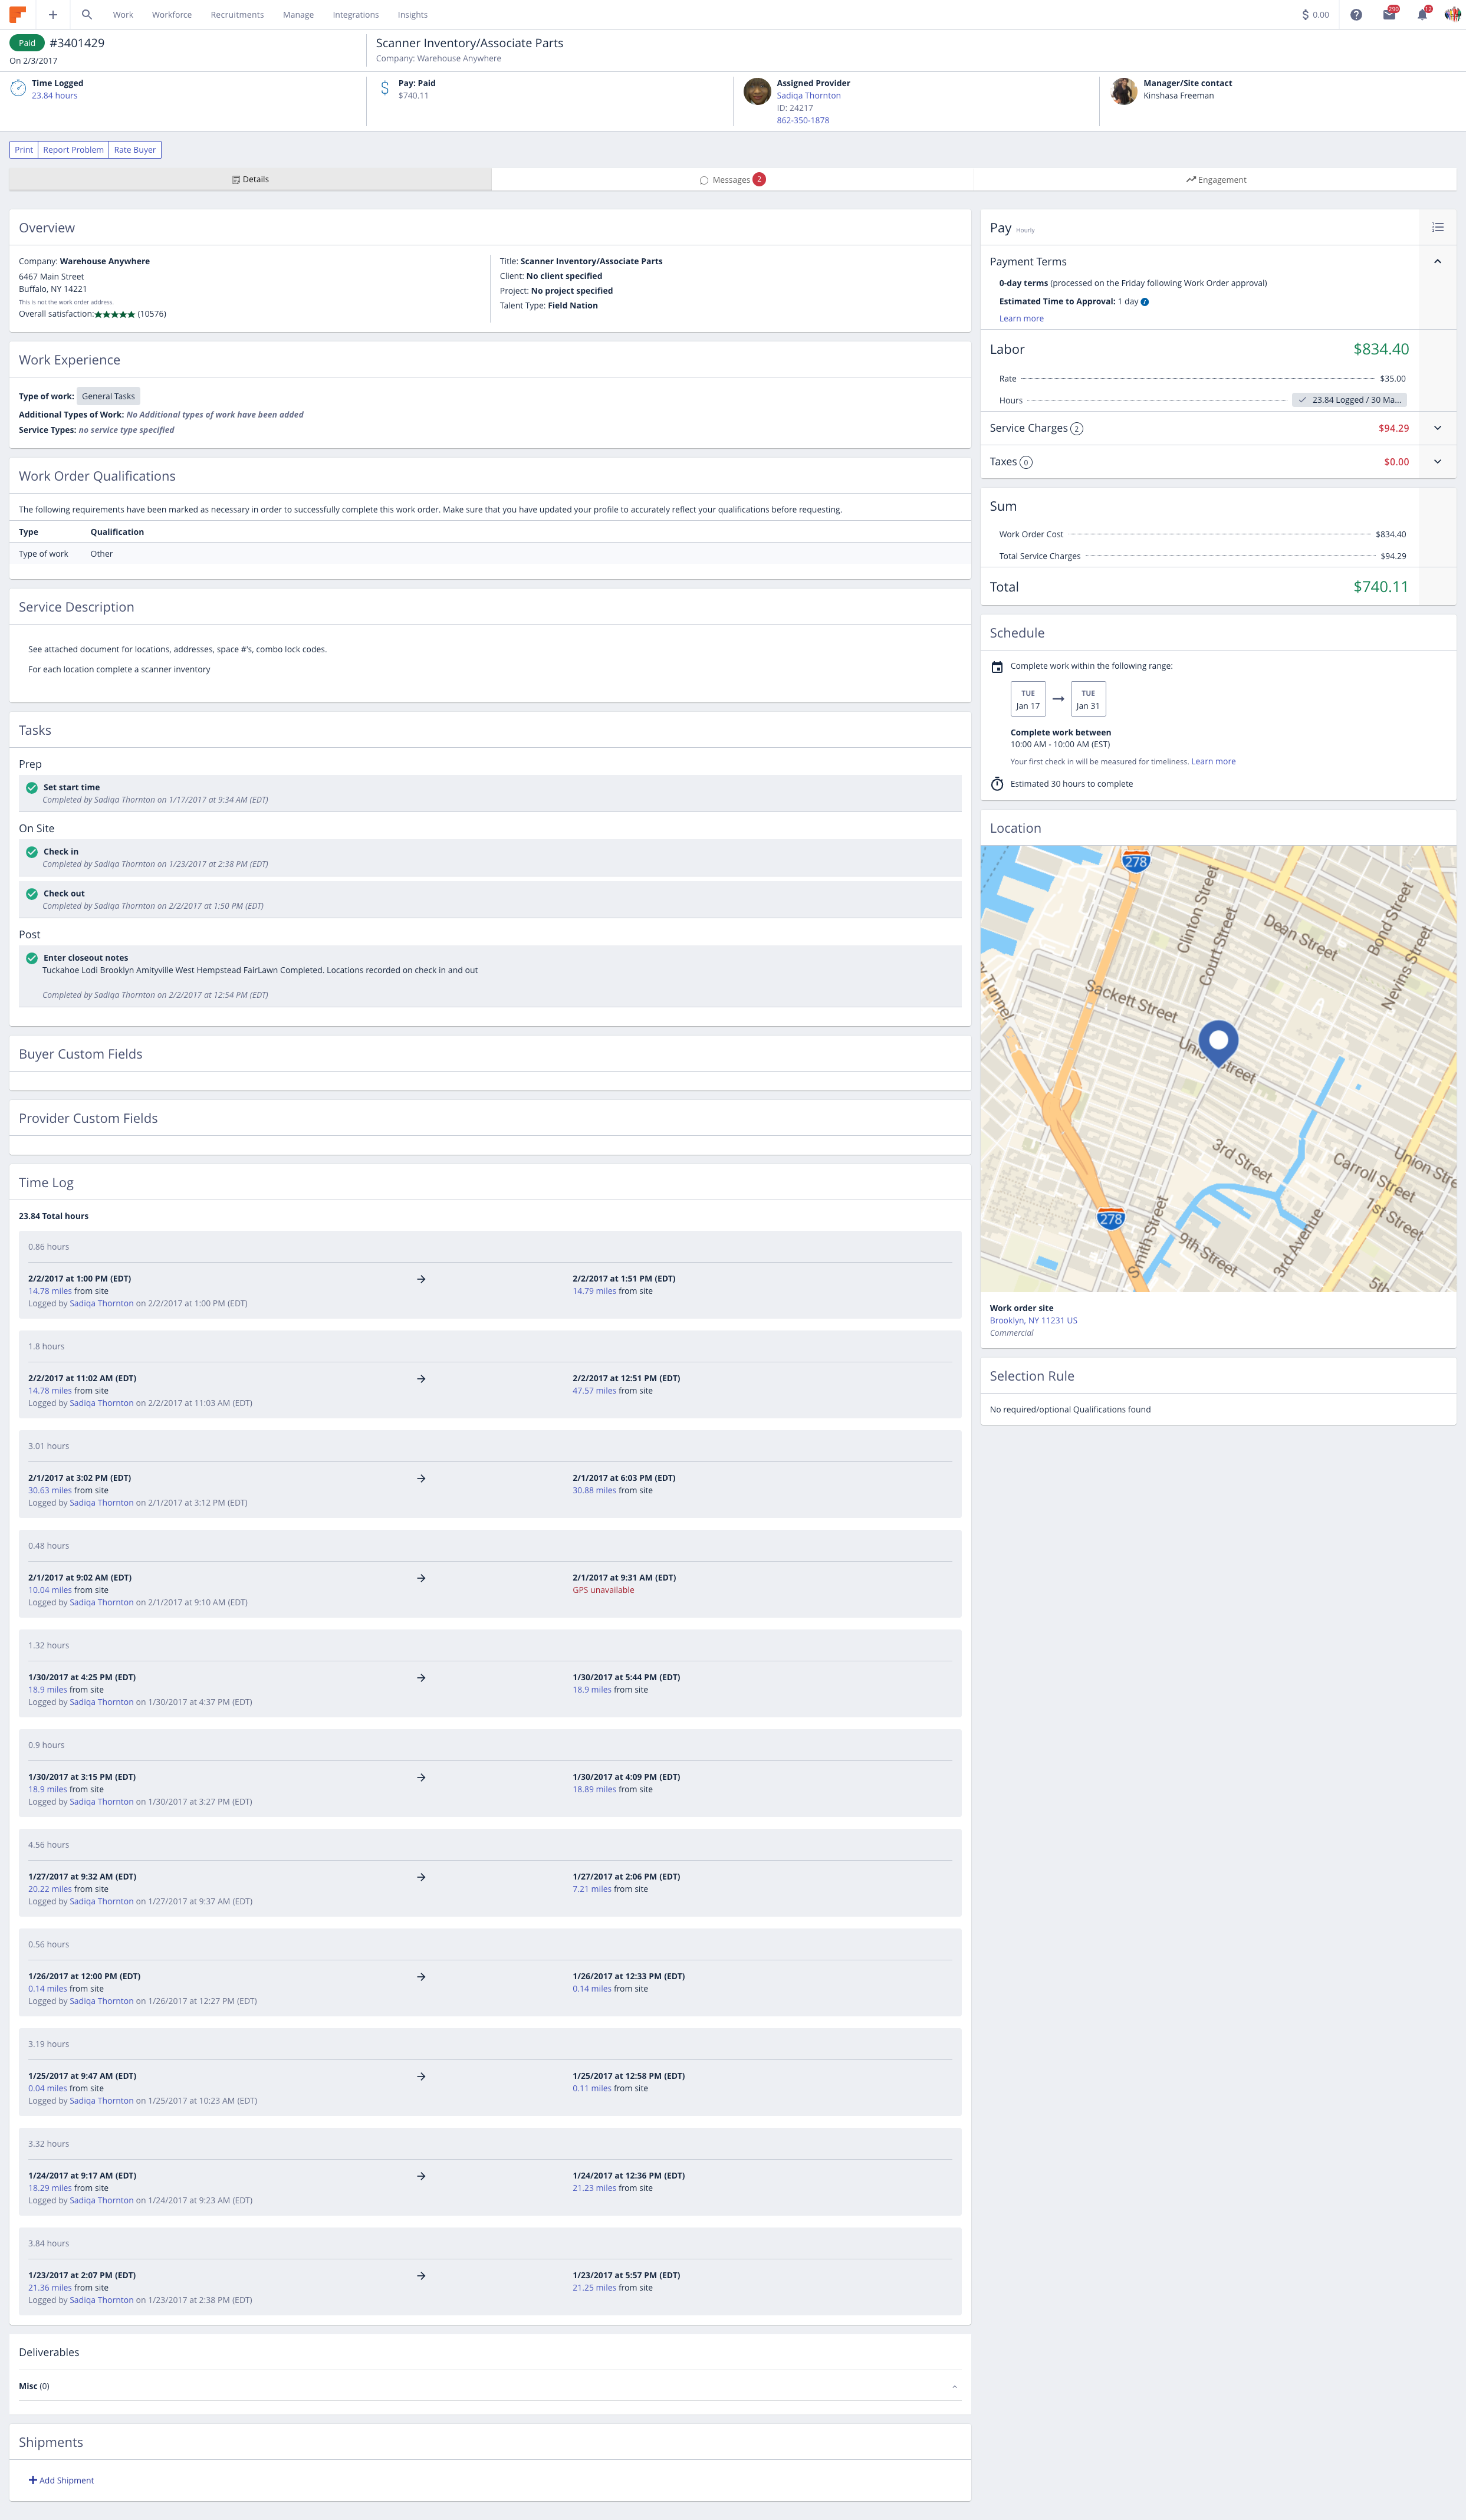 Work Workforce Recruitments Manage Integrations Insights $ 0.00 290 12
Paid #3401429
On 2/3/2017
Scanner Inventory/Associate Parts
Company: Warehouse Anywhere
Time Logged
23.84 hours
Pay: Paid
$740.11
Assigned Provider
Sadiqa Thornton
ID: 24217
862-350-1878
Manager/Site contact
Kinshasa Freeman
Print Report Problem Rate Buyer
Details Messages 2 Engagement
Overview
Company: Warehouse Anywhere
6467 Main Street
Buffalo, NY 14221
This is not the work order address.
Overall satisfaction:★★★★★ (10576)
Title: Scanner Inventory/Associate Parts
Client: No client specified
Project: No project specified
Talent Type: Field Nation
Work Experience
Type of work: General Tasks
Additional Types of Work: No Additional types of work have been added
Service Types: no service type specified
Work Order Qualifications
The following requirements have been marked as necessary in order to successfully complete this work order. Make sure that you have updated your profile to accurately reflect your qualifications before requesting.
Type Qualification
Type of work Other
Service Description
See attached document for locations, addresses, space #'s, combo lock codes.
For each location complete a scanner inventory
Tasks
Prep
Set start time
Completed by Sadiqa Thornton on 1/17/2017 at 9:34 AM (EDT)
On Site
Check in
Completed by Sadiqa Thornton on 1/23/2017 at 2:38 PM (EDT)
Check out
Completed by Sadiqa Thornton on 2/2/2017 at 1:50 PM (EDT)
Post
Enter closeout notes
Tuckahoe Lodi Brooklyn Amityville West Hempstead FairLawn Completed. Locations recorded on check in and out
Completed by Sadiqa Thornton on 2/2/2017 at 12:54 PM (EDT)
Buyer Custom Fields
Provider Custom Fields
Time Log
23.84 Total hours
0.86 hours
2/2/2017 at 1:00 PM (EDT) → 2/2/2017 at 1:51 PM (EDT)
14.78 miles from site 14.79 miles from site
Logged by Sadiqa Thornton on 2/2/2017 at 1:00 PM (EDT)
1.8 hours
2/2/2017 at 11:02 AM (EDT) → 2/2/2017 at 12:51 PM (EDT)
14.78 miles from site 47.57 miles from site
Logged by Sadiqa Thornton on 2/2/2017 at 11:03 AM (EDT)
3.01 hours
2/1/2017 at 3:02 PM (EDT) → 2/1/2017 at 6:03 PM (EDT)
30.63 miles from site 30.88 miles from site
Logged by Sadiqa Thornton on 2/1/2017 at 3:12 PM (EDT)
0.48 hours
2/1/2017 at 9:02 AM (EDT) → 2/1/2017 at 9:31 AM (EDT)
10.04 miles from site GPS unavailable
Logged by Sadiqa Thornton on 2/1/2017 at 9:10 AM (EDT)
1.32 hours
1/30/2017 at 4:25 PM (EDT) → 1/30/2017 at 5:44 PM (EDT)
18.9 miles from site 18.9 miles from site
Logged by Sadiqa Thornton on 1/30/2017 at 4:37 PM (EDT)
0.9 hours
1/30/2017 at 3:15 PM (EDT) → 1/30/2017 at 4:09 PM (EDT)
18.9 miles from site 18.89 miles from site
Logged by Sadiqa Thornton on 1/30/2017 at 3:27 PM (EDT)
4.56 hours
1/27/2017 at 9:32 AM (EDT) → 1/27/2017 at 2:06 PM (EDT)
20.22 miles from site 7.21 miles from site
Logged by Sadiqa Thornton on 1/27/2017 at 9:37 AM (EDT)
0.56 hours
1/26/2017 at 12:00 PM (EDT) → 1/26/2017 at 12:33 PM (EDT)
0.14 miles from site 0.14 miles from site
Logged by Sadiqa Thornton on 1/26/2017 at 12:27 PM (EDT)
3.19 hours
1/25/2017 at 9:47 AM (EDT) → 1/25/2017 at 12:58 PM (EDT)
0.04 miles from site 0.11 miles from site
Logged by Sadiqa Thornton on 1/25/2017 at 10:23 AM (EDT)
3.32 hours
1/24/2017 at 9:17 AM (EDT) → 1/24/2017 at 12:36 PM (EDT)
18.29 miles from site 21.23 miles from site
Logged by Sadiqa Thornton on 1/24/2017 at 9:23 AM (EDT)
3.84 hours
1/23/2017 at 2:07 PM (EDT) → 1/23/2017 at 5:57 PM (EDT)
21.36 miles from site 21.25 miles from site
Logged by Sadiqa Thornton on 1/23/2017 at 2:38 PM (EDT)
Deliverables
Misc (0)
Shipments
Add Shipment
Pay Hourly
Payment Terms
0-day terms (processed on the Friday following Work Order approval)
Estimated Time to Approval: 1 day
Learn more
Labor $834.40
Rate $35.00
Hours 23.84 Logged / 30 Ma...
Service Charges 2 $94.29
Taxes 0 $0.00
Sum
Work Order Cost $834.40
Total Service Charges $94.29
Total $740.11
Schedule
Complete work within the following range:
TUE TUE
Jan 17 → Jan 31
Complete work between
10:00 AM - 10:00 AM (EST)
Your first check in will be measured for timeliness. Learn more
Estimated 30 hours to complete
Location
278
Clinton Street
Court Street
Dean Street
Bond Street
Nevins Street
y Tunnel
Sackett Street
Union Street
3rd Street
Carroll Street
Union Stre
1st Street
278
Smith Street
9th Street
3rd Avenue
5th
Work order site
Brooklyn, NY 11231 US
Commercial
Selection Rule
No required/optional Qualifications found